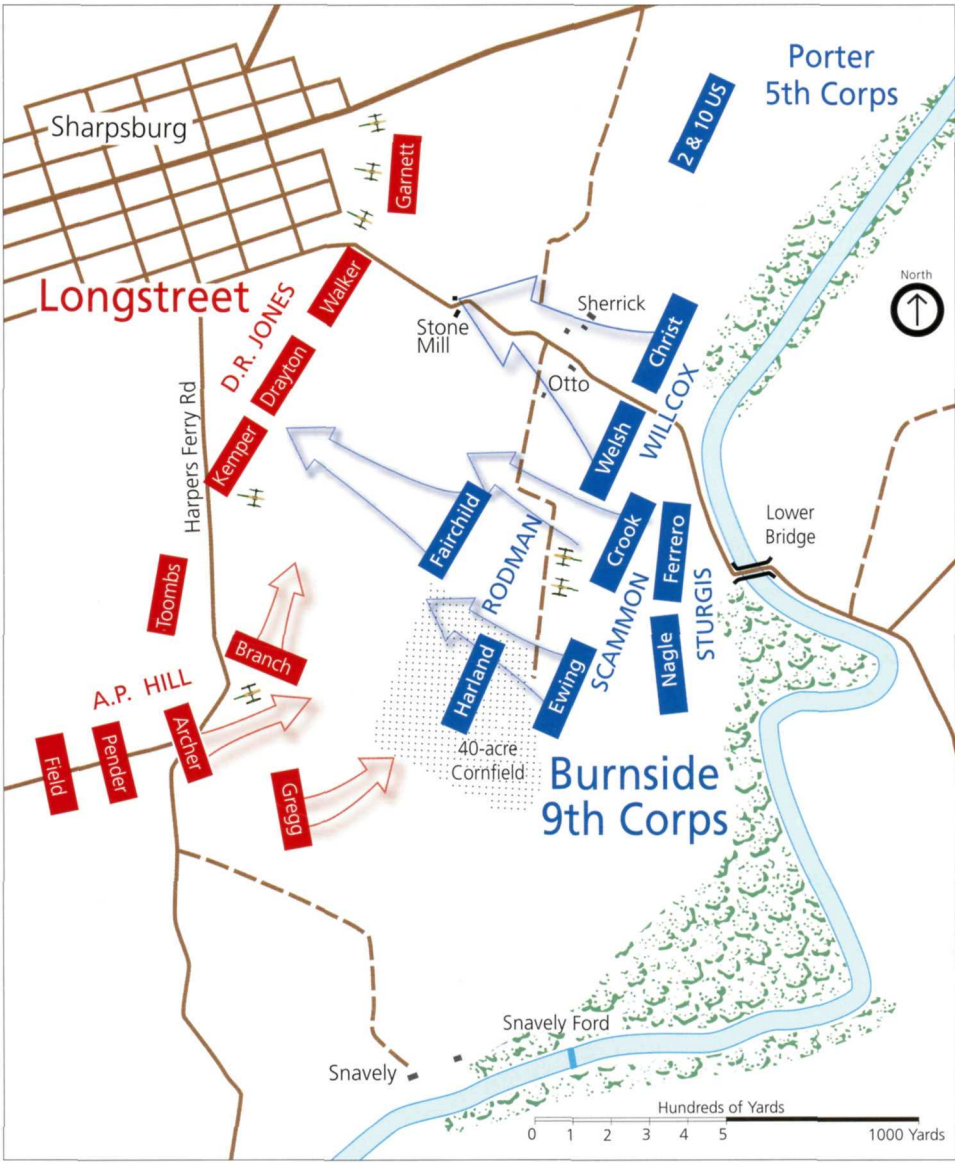 Porter
5th Corps
Sharpsburg
2 & 10 US
Garnett
North
Longstreet
D.R. JONES
Walker
Stone
Mill
Sherrick
Christ
Drayton
Otto
WILLCOX
Harpers Ferry Rd
Kemper
Welsh
Fairchild
RODMAN
Crook
Ferrero
Lower
Bridge
Toombs
Branch
SCAMMON
STURGIS
Nagle
A.P. HILL
Harland
Ewing
Archer
Pender
Field
40-acre
Cornfield
Burnside
9th Corps
Gregg
Snavely Ford
Snavely
Hundreds of Yards
0 1 2 3 4 5 1000 Yards